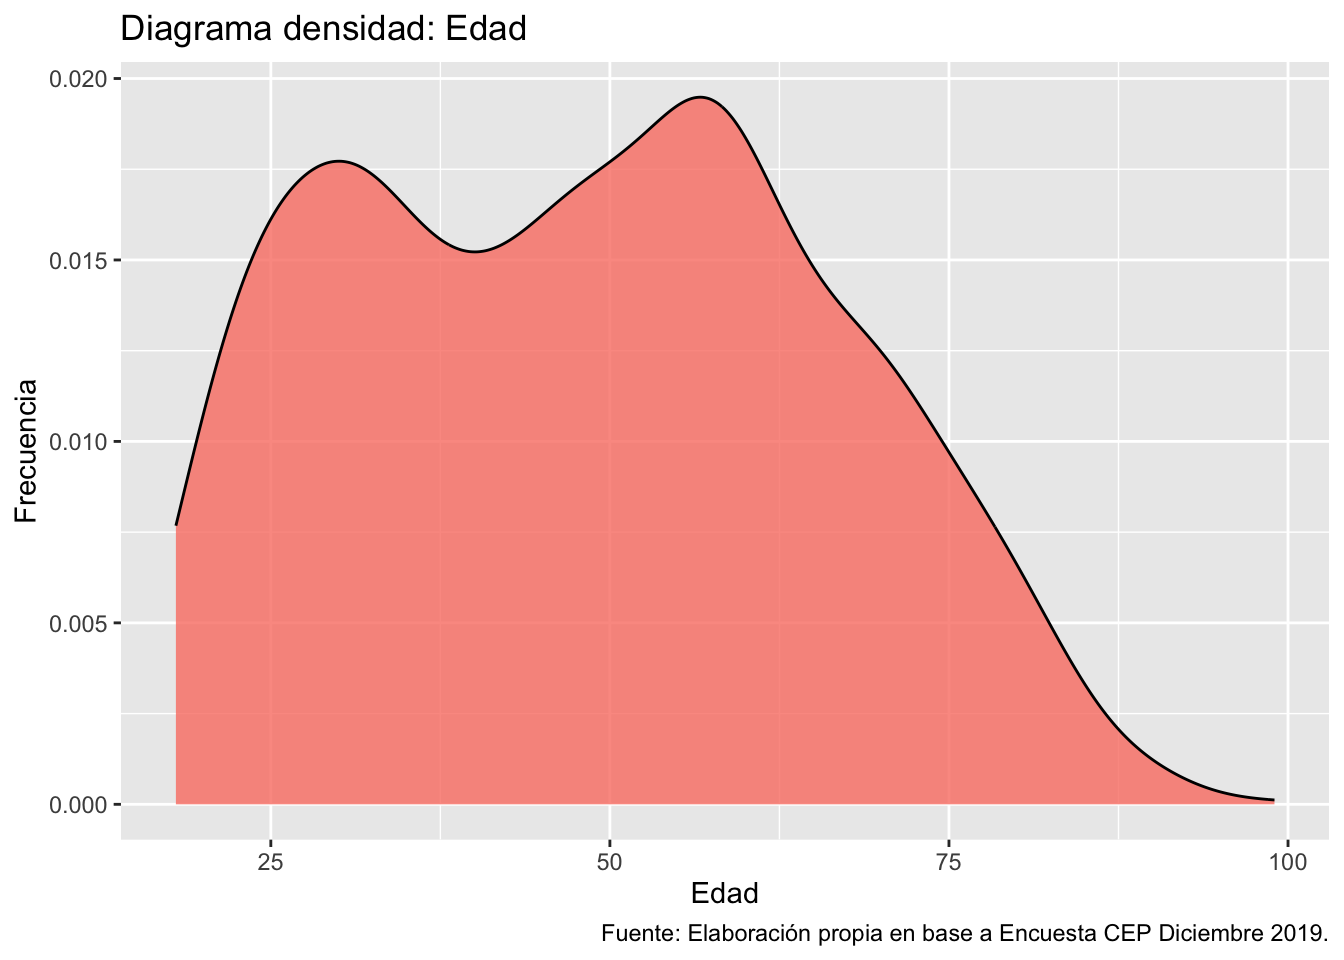 Diagrama densidad: Edad
0.020
0.015
0.010
0.005
0.000
Frecuencia
25 50 75 100
Edad
Fuente: Elaboración propia en base a Encuesta CEP Diciembre 2019.